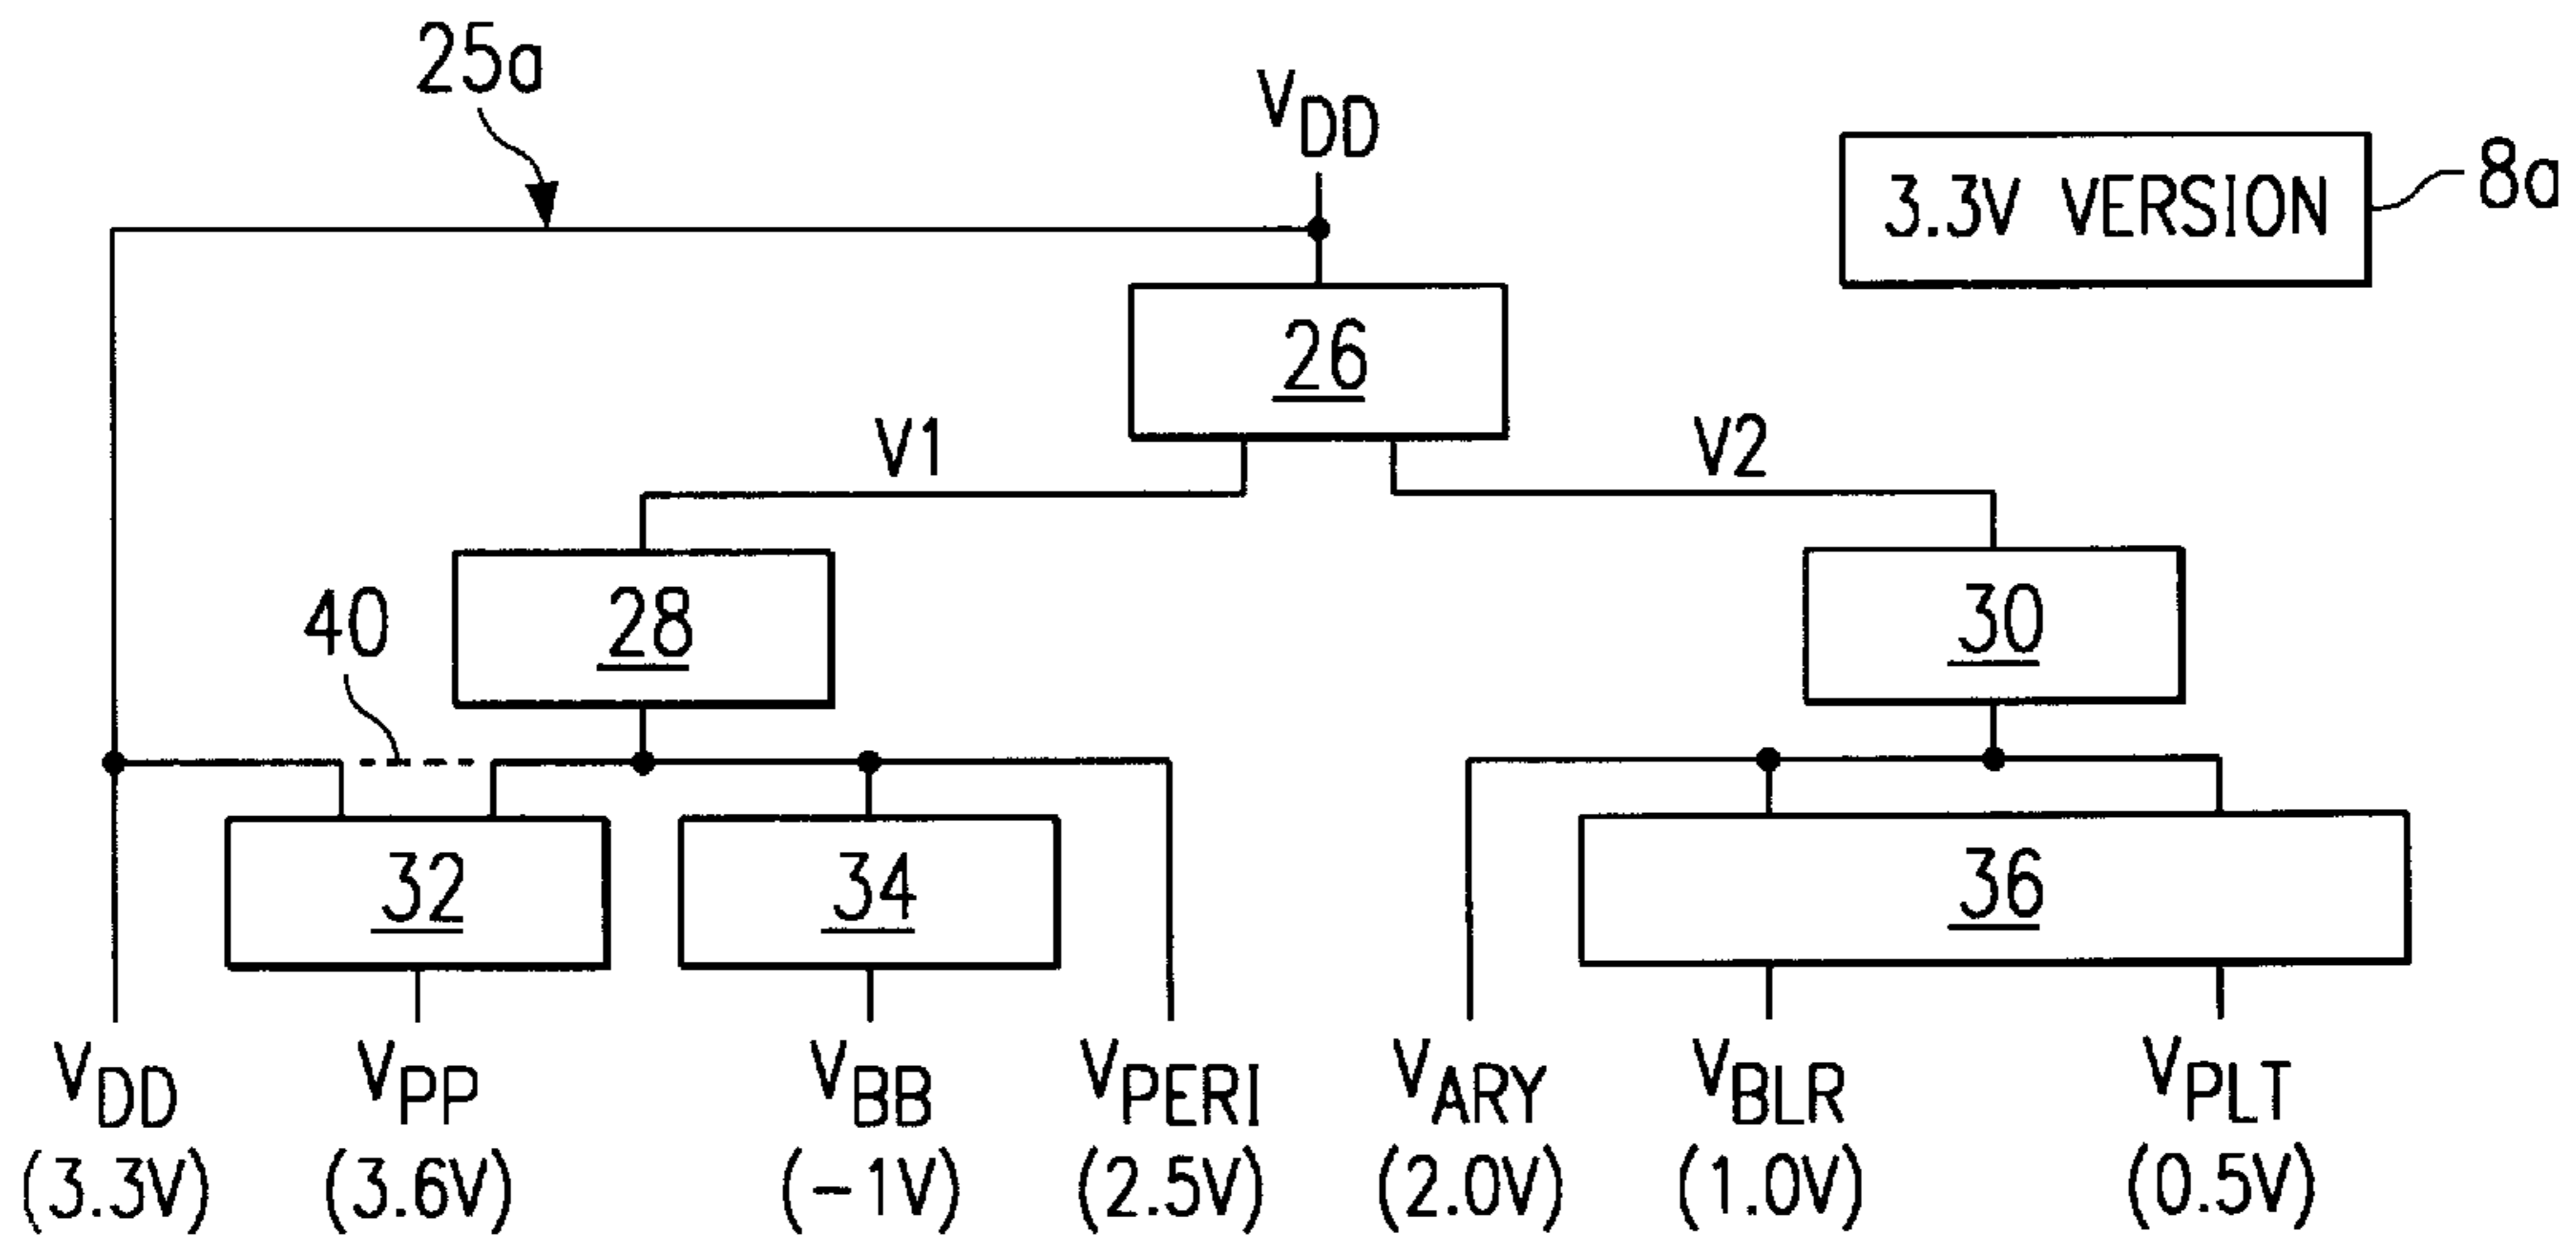 25a
VDD
3.3V VERSION
8a
26
V1
V2
28
30
40
32
34
36
VDD
VPP
VBB
VPERI
VARY
VBLR
VPLT
(3.3V)
(3.6V)
(-1V)
(2.5V)
(2.0V)
(1.0V)
(0.5V)